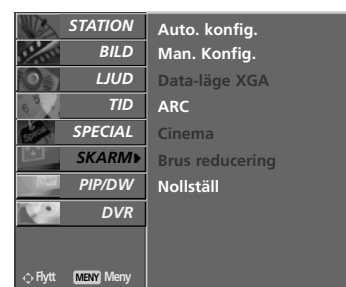 STATION
BILD
LJUD
TID
SPECIAL
SKARM
PIP/DW
DVR
Flytt MENY Meny
Auto. konfig.
Man. Konfig.
Data-läge XGA
ARC
Cinema
Brus reducering
Nollställ